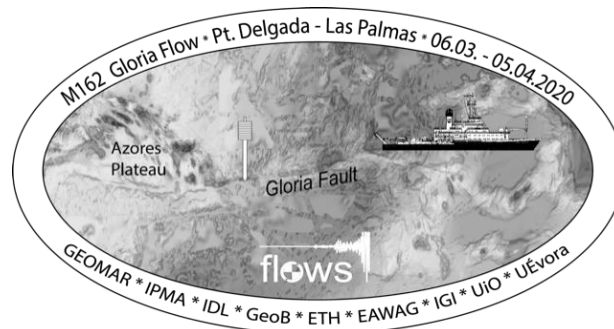 M162 Gloria Flow * Pt. Delgada - Las Palmas * 06.03. - 05.04.2020
Azores
Plateau
Gloria Fault
flows
GEOMAR * IPMA * IDL * GeoB * ETH * EAWAG * IGI * UiO * UÉvora